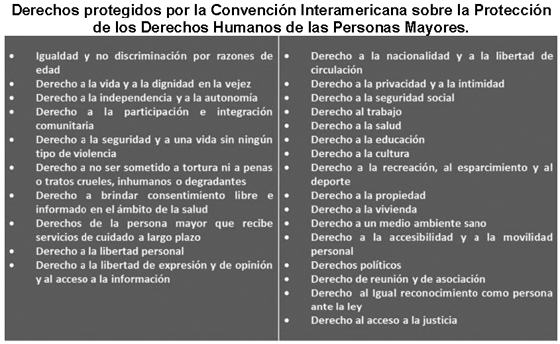 Derechos protegidos por la Convención Interamericana sobre la Protección
de los Derechos Humanos de las Personas Mayores.
• Igualdad y no discriminación por razones de
edad
• Derecho a la vida y a la dignidad en la vejez
• Derecho a la independencia y a la autonomía
• Derecho a la participación e integración
comunitaria
• Derecho a la seguridad y a una vida sin ningún
tipo de violencia
• Derecho a no ser sometido a tortura ni a penas
o tratos crueles, inhumanos o degradantes
• Derecho a brindar consentimiento libre e
informado en el ámbito de la salud
• Derechos de la persona mayor que recibe
servicios de cuidado a largo plazo
• Derecho a la libertad personal
• Derecho a la libertad de expresión y de opinión
y al acceso a la información
• Derecho a la nacionalidad y a la libertad de
circulación
• Derecho a la privacidad y a la intimidad
• Derecho a la seguridad social
• Derecho al trabajo
• Derecho a la salud
• Derecho a la educación
• Derecho a la cultura
• Derecho a la recreación, al esparcimiento y al
deporte
• Derecho a la propiedad
• Derecho a la vivienda
• Derecho a un medio ambiente sano
• Derecho a la accesibilidad y a la movilidad
personal
• Derechos políticos
• Derecho de reunión y de asociación
• Derecho al Igual reconocimiento como persona
ante la ley
• Derecho al acceso a la justicia